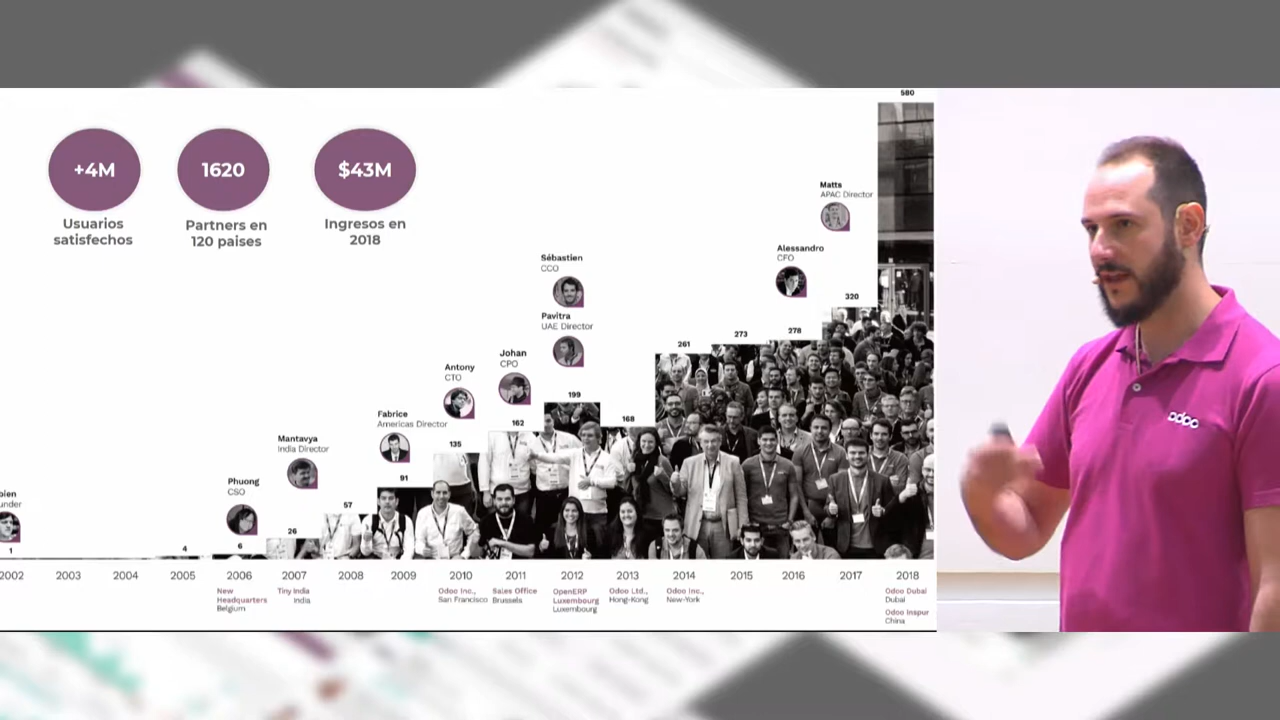 580
+4M
1620
$43M
Usuarios
satisfechos
Partners en
120 paises
Ingresos en
2018
Matts
APAC Director
Alessandro
CFO
Sébastien
CCO
Pavitra
UAE Director
320
278
273
261
Johan
CPO
Antony
CTO
199
168
162
135
Fabrice
Americas Director
Mantavya
India Director
91
Phuong
CSO
57
26
bien
under
1
4
6
odoo
2002 2003 2004 2005 2006 2007 2008 2009 2010 2011 2012 2013 2014 2015 2016 2017 2018
New
Headquarters
Belgium
Tiny India
India
Odoo Inc.,
San Francisco
Sales Office
Brussels
OpenERP
Luxembourg
Luxembourg
Odoo Ltd.,
Hong-Kong
Odoo Inc.,
New-York
Odoo Dubai
Dubai
Odoo Inspur
China